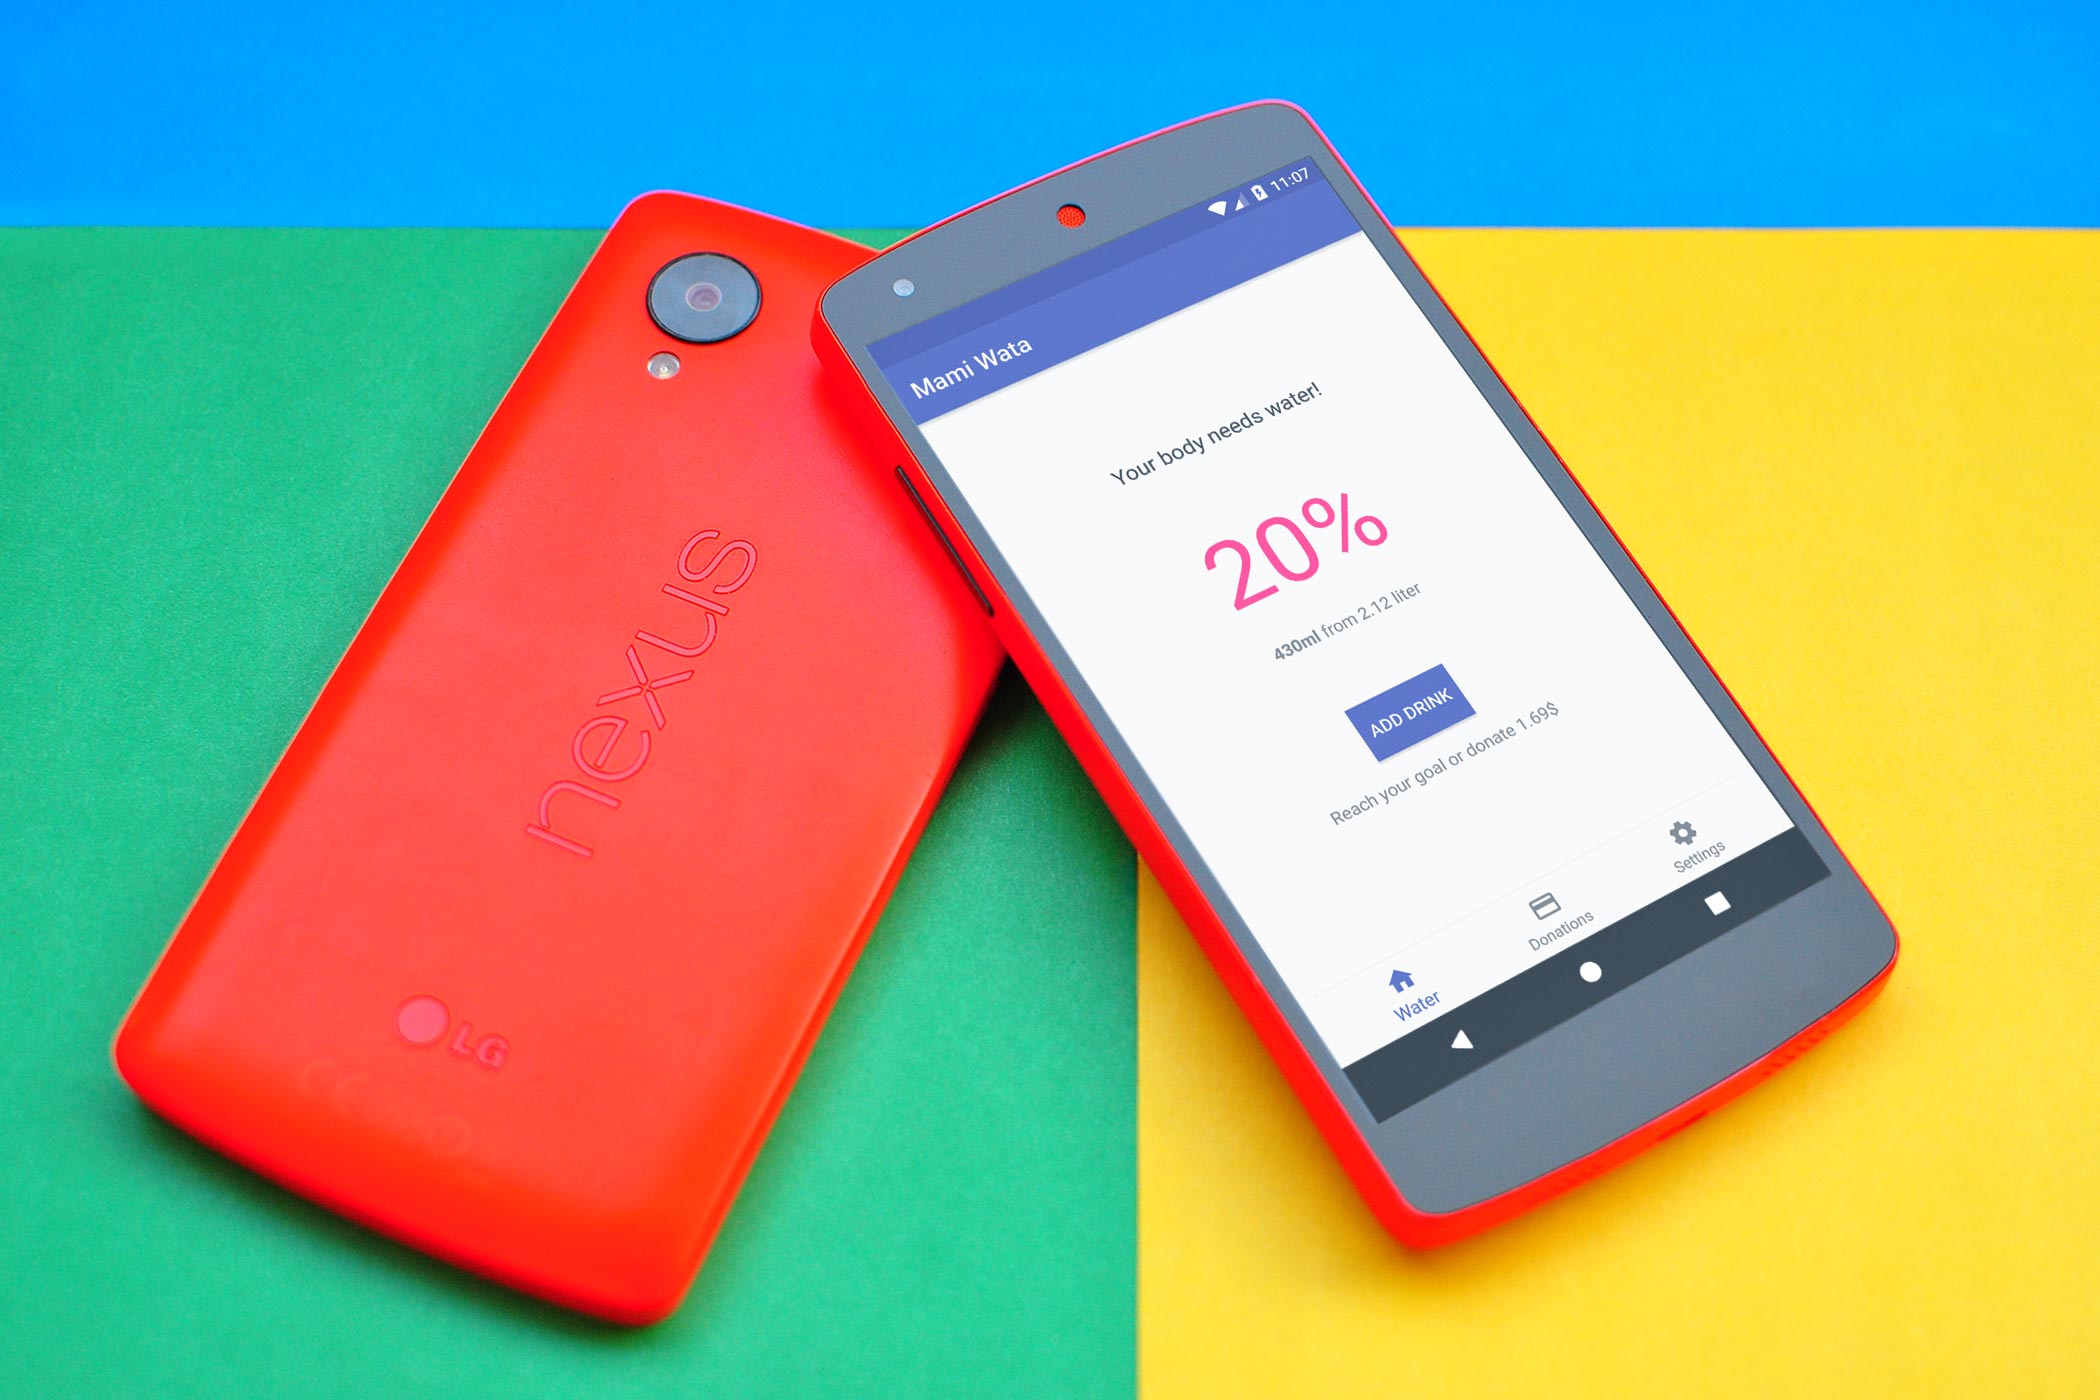 nexus
LG
11:07
Mami Wata
Your body needs water!
20%
430ml from 2.12 liter
ADD DRINK
Reach your goal or donate 1.69$
Water
Donations
Settings